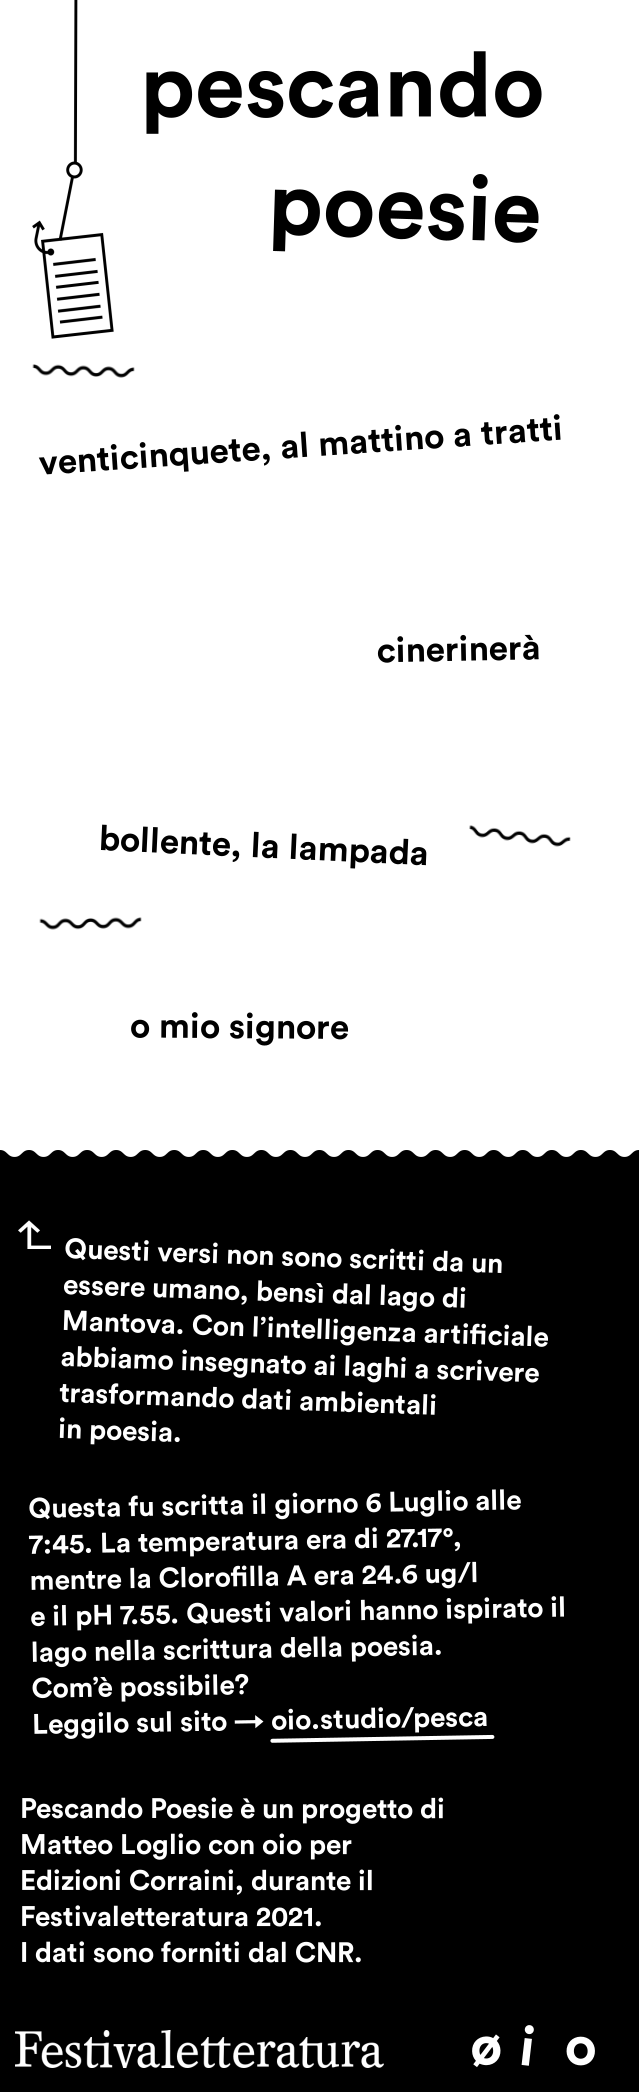 pescando
poesie
venticinquete, al mattino a tratti
cinerinerà
bollente, la lampada
o mio signore
Questi versi non sono scritti da un
essere umano, bensì dal lago di
Mantova. Con l'intelligenza artificiale
abbiamo insegnato ai laghi a scrivere
trasformando dati ambientali
in poesia.
Questa fu scritta il giorno 6 Luglio alle
7:45. La temperatura era di 27.17°,
mentre la Clorofilla A era 24.6 ug/l
e il pH 7.55. Questi valori hanno ispirato il
lago nella scrittura della poesia.
Com'è possibile?
Leggilo sul sito → oio.studio/pesca
Pescando Poesie è un progetto di
Matteo Loglio con oio per
Edizioni Corraini, durante il
Festivaletteratura 2021.
I dati sono forniti dal CNR.
Festivaletteratura ø i o